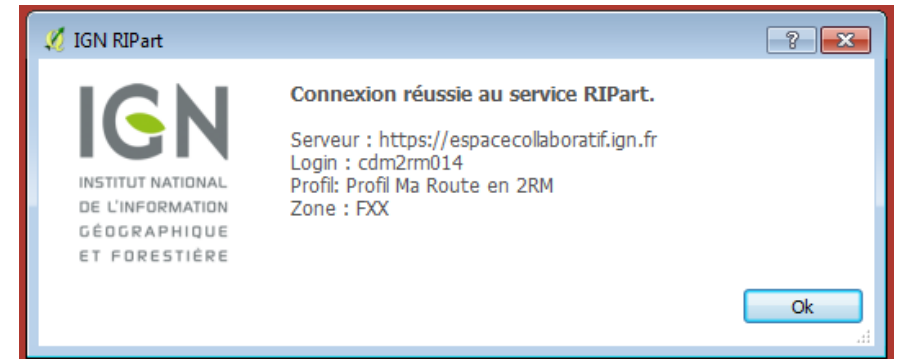 IGN RIPart
IGN
INSTITUT NATIONAL
DE L'INFORMATION
GÉOGRAPHIQUE
ET FORESTIÈRE
Connexion réussie au service RIPart.
Serveur : https://espacecollaboratif.ign.fr
Login : cdm2rm014
Profil: Profil Ma Route en 2RM
Zone : FXX
Ok